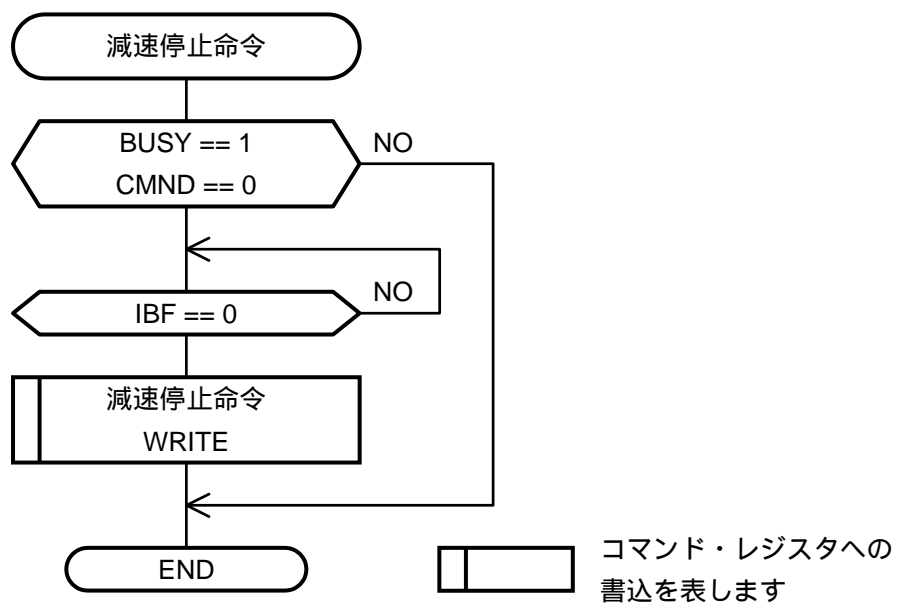 減速停止命令
BUSY == 1
NO
CMND == 0
NO
IBF == 0
減速停止命令
WRITE
END
コマンド・レジスタへの
書込を表します